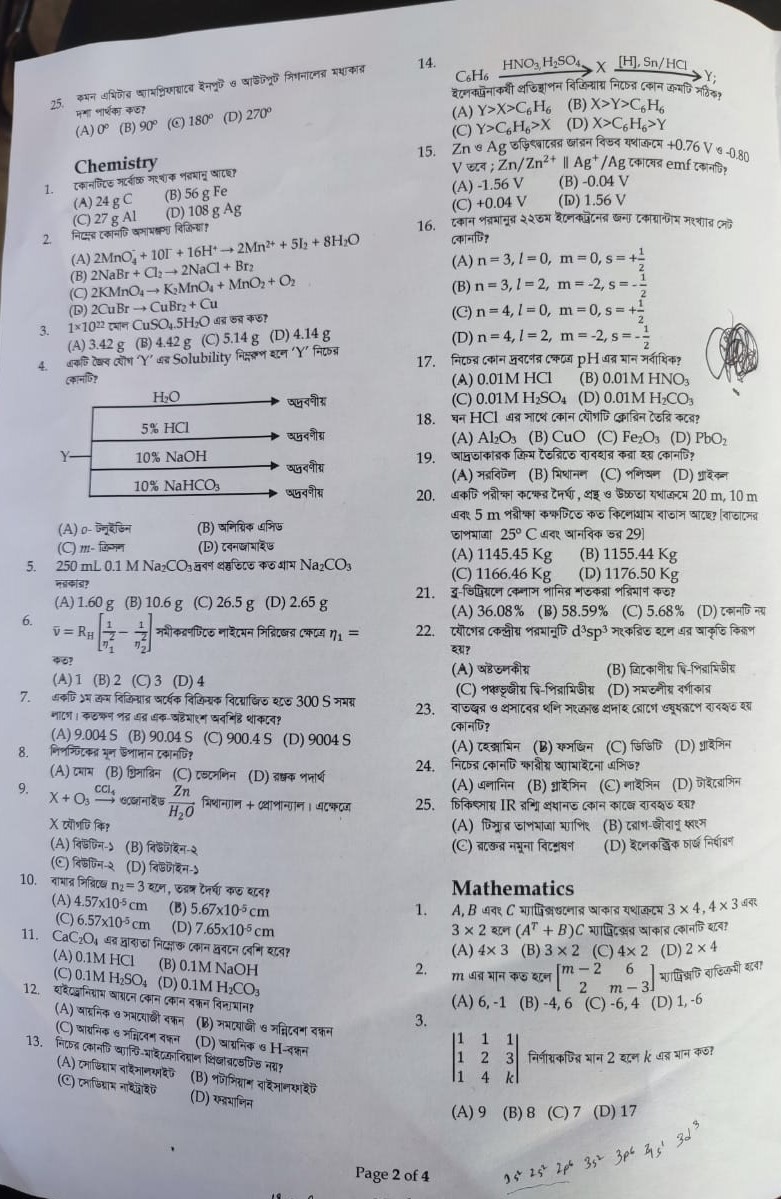 25. কমন এমিটার অ্যামপ্লিফায়ারে ইনপুট ও আউটপুট সিগনালের মধ্যকার
দশা পার্থক্য কত?
(A) 0° (B) 90° (C) 180° (D) 270°
Chemistry
1. কোনটিতে সর্বোচ্চ সংখ্যক পরমাণু আছে?
(A) 24 g C (B) 56 g Fe
(C) 27 g Al (D) 108 g Ag
2. নিম্নের কোনটি অসামঞ্জস্য বিক্রিয়া?
(A) 2MnO₄⁻ + 10I⁻ + 16H⁺ → 2Mn²⁺ + 5I₂ + 8H₂O
(B) 2NaBr + Cl₂ → 2NaCl + Br₂
(C) 2KMnO₄ → K₂MnO₄ + MnO₂ + O₂
(D) 2CuBr → CuBr₂ + Cu
3. 1×10²² মোল CuSO₄.5H₂O এর ভর কত?
(A) 3.42 g (B) 4.42 g (C) 5.14 g (D) 4.14 g
4. একটি জৈব যৌগ 'Y' এর Solubility নিম্নরূপ হলে 'Y' নিচের
কোনটি?
H₂O অদ্রবণীয়
5% HCl অদ্রবণীয়
Y
10% NaOH অদ্রবণীয়
10% NaHCO₃ অদ্রবণীয়
(A) o- টলুইডিন (B) অলিয়িক এসিড
(C) m- ক্রিসল (D) বেনজামাইড
5. 250 mL 0.1 M Na₂CO₃ দ্রবণ প্রস্তুতিতে কত গ্রাম Na₂CO₃
দরকার?
(A) 1.60 g (B) 10.6 g (C) 26.5 g (D) 2.65 g
6. ῡ = R_H [1/η₁² − 1/η₂²] সমীকরণটিতে লাইমেন সিরিজের ক্ষেত্রে η₁ =
কত?
(A) 1 (B) 2 (C) 3 (D) 4
7. একটি ১ম ক্রম বিক্রিয়ার অর্ধেক বিক্রিয়ক বিয়োজিত হতে 300 S সময়
লাগে। কতক্ষণ পর এর এক-অষ্টমাংশ অবশিষ্ট থাকবে?
(A) 9.004 S (B) 90.04 S (C) 900.4 S (D) 9004 S
8. লিপস্টিকের মূল উপাদান কোনটি?
(A) মোম (B) গ্লিসারিন (C) ভেসেলিন (D) রঞ্জক পদার্থ
9. X + O₃ —CCl₄→ ওজোনাইড Zn/H₂O মিথান্যাল + প্রোপান্যাল। এক্ষেত্রে
X যৌগটি কি?
(A) বিউটিন-১ (B) বিউটাইন-২
(C) বিউটিন-২ (D) বিউটাইন-১
10. বামার সিরিজে n₂ = 3 হলে, তরঙ্গ দৈর্ঘ্য কত হবে?
(A) 4.57x10⁻⁵ cm (B) 5.67x10⁻⁵ cm
(C) 6.57x10⁻⁵ cm (D) 7.65x10⁻⁵ cm
11. CaC₂O₄ এর দ্রাব্যতা নিম্নোক্ত কোন দ্রবনে বেশি হবে?
(A) 0.1M HCl (B) 0.1M NaOH
(C) 0.1M H₂SO₄ (D) 0.1M H₂CO₃
12. হাইড্রোনিয়াম আয়নে কোন কোন বন্ধন বিদ্যমান?
(A) আয়নিক ও সমযোজী বন্ধন (B) সমযোজী ও সন্নিবেশ বন্ধন
(C) আয়নিক ও সন্নিবেশ বন্ধন (D) আয়নিক ও H-বন্ধন
13. নিচের কোনটি অ্যান্টি-মাইক্রোবিয়াল প্রিজারভেটিভ নয়?
(A) সোডিয়াম বাইসালফাইট (B) পটাসিয়াম বাইসালফাইট
(C) সোডিয়াম নাইট্রাইট (D) ফরমালিন
14. C₆H₆ —HNO₃, H₂SO₄→ X —[H], Sn/HCl→ Y;
ইলেকট্রনাকর্ষী প্রতিস্থাপন বিক্রিয়ায় নিচের কোন ক্রমটি সঠিক?
(A) Y>X>C₆H₆ (B) X>Y>C₆H₆
(C) Y>C₆H₆>X (D) X>C₆H₆>Y
15. Zn ও Ag তড়িৎদ্বারের জারন বিভব যথাক্রমে +0.76 V ও -0.80
V তবে ; Zn/Zn²⁺ ‖ Ag⁺/Ag কোষের emf কোনটি?
(A) -1.56 V (B) -0.04 V
(C) +0.04 V (D) 1.56 V
16. কোন পরমাণুর ২২তম ইলেকট্রনের জন্য কোয়ান্টাম সংখ্যার সেট
কোনটি?
(A) n = 3, l = 0, m = 0, s = +1/2
(B) n = 3, l = 2, m = -2, s = -1/2
(C) n = 4, l = 0, m = 0, s = +1/2
(D) n = 4, l = 2, m = -2, s = -1/2
17. নিচের কোন দ্রবণের ক্ষেত্রে pH এর মান সর্বাধিক?
(A) 0.01M HCl (B) 0.01M HNO₃
(C) 0.01M H₂SO₄ (D) 0.01M H₂CO₃
18. ঘন HCl এর সাথে কোন যৌগটি ক্লোরিন তৈরি করে?
(A) Al₂O₃ (B) CuO (C) Fe₂O₃ (D) PbO₂
19. আদ্রতাকারক ক্রিম তৈরিতে ব্যবহার করা হয় কোনটি?
(A) সরবিটল (B) মিথানল (C) পলিঅল (D) গ্লাইকল
20. একটি পরীক্ষা কক্ষের দৈর্ঘ্য, প্রস্থ ও উচ্চতা যথাক্রমে 20 m, 10 m
এবং 5 m পরীক্ষা কক্ষটিতে কত কিলোগ্রাম বাতাস আছে? [বাতাসের
তাপমাত্রা 25° C এবং আনবিক ভর 29]
(A) 1145.45 Kg (B) 1155.44 Kg
(C) 1166.46 Kg (D) 1176.50 Kg
21. ব্লু-ভিট্রিয়লে কেলাস পানির শতকরা পরিমাণ কত?
(A) 36.08% (B) 58.59% (C) 5.68% (D) কোনটি নয়
22. যৌগের কেন্দ্রীয় পরমাণুটি d³sp³ সংকরিত হলে এর আকৃতি কিরূপ
হয়?
(A) অষ্টতলকীয় (B) ত্রিকোণীয় দ্বি-পিরামিডীয়
(C) পঞ্চভূজীয় দ্বি-পিরামিডীয় (D) সমতলীয় বর্গাকার
23. বাতজ্বর ও প্রসাবের থলি সংক্রান্ত প্রদাহ রোগে ওষুধরূপে ব্যবহৃত হয়
কোনটি?
(A) হেক্সামিন (B) ফসজিন (C) ডিডিটি (D) গ্লাইসিন
24. নিচের কোনটি ক্ষারীয় অ্যামাইনো এসিড?
(A) এলানিন (B) গ্লাইসিন (C) লাইসিন (D) টাইরোসিন
25. চিকিৎসায় IR রশ্মি প্রধানত কোন কাজে ব্যবহৃত হয়?
(A) টিস্যুর তাপমাত্রা ম্যাপিং (B) রোগ-জীবাণু ধ্বংস
(C) রক্তের নমুনা বিশ্লেষণ (D) ইলেকট্রিক চার্জ নির্ধারণ
Mathematics
1. A, B এবং C ম্যাট্রিক্সগুলোর আকার যথাক্রমে 3 × 4, 4 × 3 এবং
3 × 2 হলে (Aᵀ + B)C ম্যাট্রিক্সের আকার কোনটি হবে?
(A) 4× 3 (B) 3 × 2 (C) 4× 2 (D) 2 × 4
2. m এর মান কত হলে [m − 2 6
2 m − 3] ম্যাট্রিক্সটি ব্যতিক্রমী হবে?
(A) 6, -1 (B) -4, 6 (C) -6, 4 (D) 1, -6
3.
|1 1 1|
|1 2 3| নির্ণায়কটির মান 2 হলে k এর মান কত?
|1 4 k|
(A) 9 (B) 8 (C) 7 (D) 17
1s² 2s² 2p⁶ 3s² 3p⁶ 4s¹ 3d³
Page 2 of 4